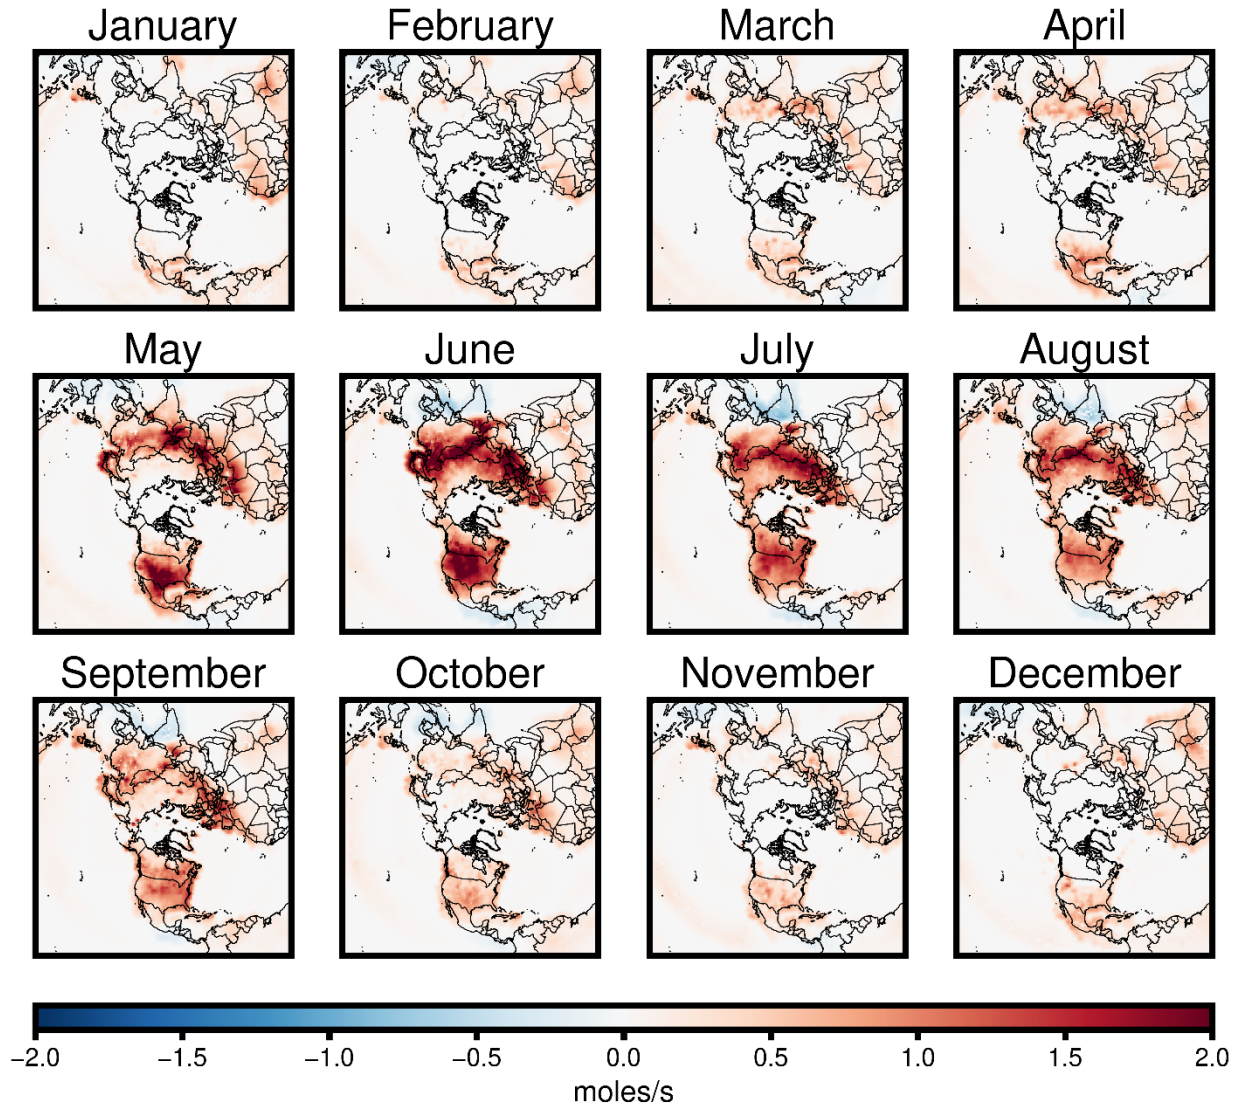 January February March April
May June July August
September October November December
−2.0 −1.5 −1.0 −0.5 0.0 0.5 1.0 1.5 2.0
moles/s